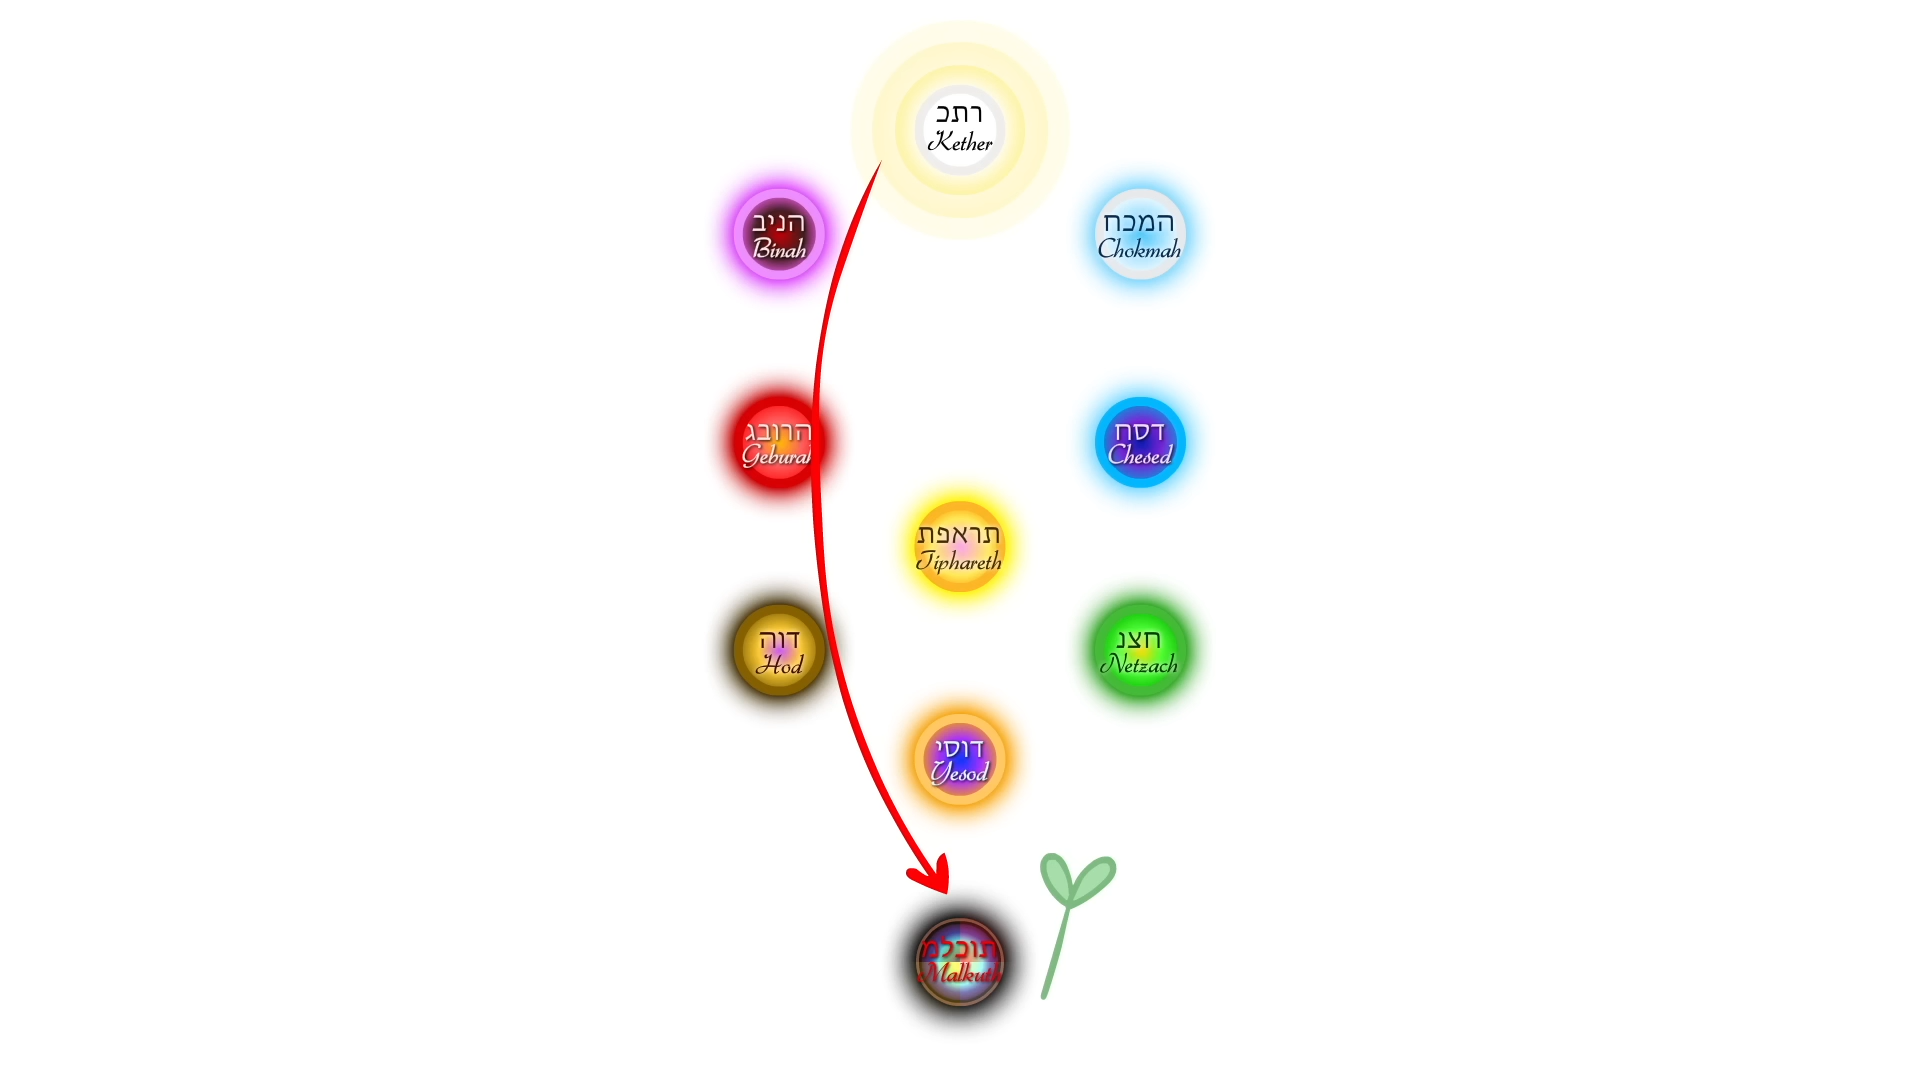 רתכ
Kether
הניב
Binah
המכח
Chokmah
הרובג
Geburah
דסח
Chesed
תראפת
Tiphareth
דוה
Hod
חצנ
Netzach
דוסי
Yesod
תוכלמ
Malkuth